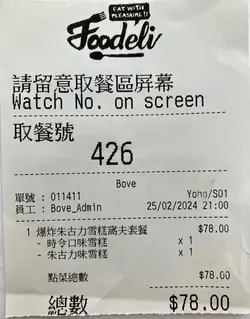 EAT WITH
PLEASURE!!
Foodéli
請留意取餐區屏幕
Watch No. on screen
取餐號
426
Bove
單號 : 011411 Yoho/S01
員工 : Bove_Admin 25/02/2024 21:00
1 爆炸朱古力雪糕窩夫套餐 $78.00
- 時令口味雪糕 x 1
- 朱古力味雪糕 x 1
點菜總數 $78.00
總數 $78.00